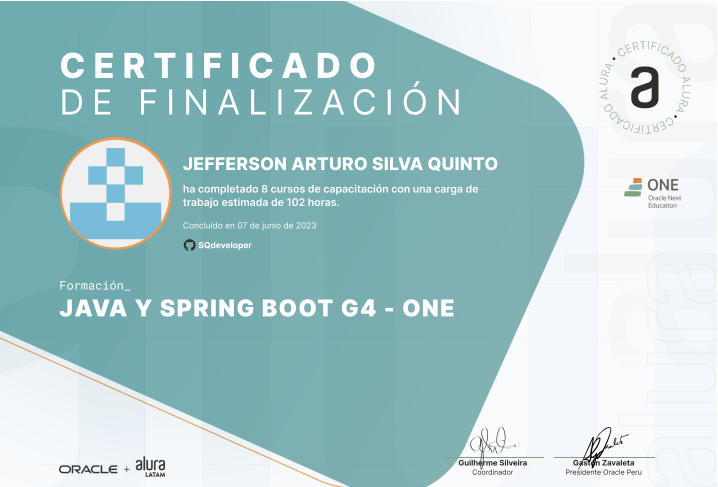 CERTIFICADO
DE FINALIZACIÓN
CERTIFICADO ALURA • CERTIFICADO ALURA •
a
JEFFERSON ARTURO SILVA QUINTO
ha completado 8 cursos de capacitación con una carga de
trabajo estimada de 102 horas.
Concluído en 07 de junio de 2023
SQdeveloper
ONE
Oracle Next
Education
Formación_
JAVA Y SPRING BOOT G4 - ONE
ORACLE + alura
LATAM
Guilherme Silveira
Coordinador
Gastón Zavaleta
Presidente Oracle Peru
alura